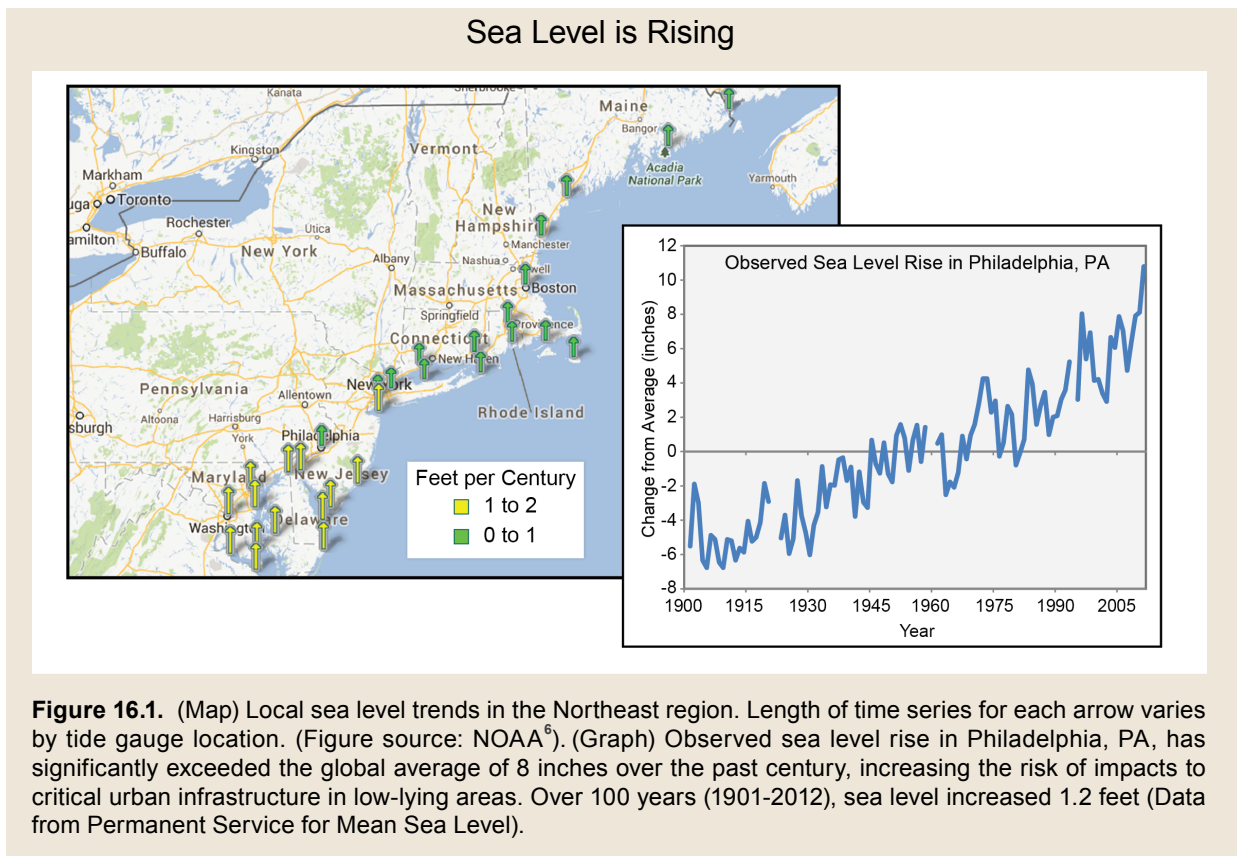 Sea Level is Rising
Kanata
Sherbrooke
Maine
Bangor
Vermont
Kingston
Acadia
National Park
Markham
Yarmouth
uga
Toronto
New
Hampshire
Rochester
Utica
amilton
Buffalo
New York
Manchester
Albany
Nashua
well
Massachusetts
Boston
Springfield
Providence
Connecticut
New Haven
Pennsylvania
New York
Allentown
Rhode Island
Altoona
Harrisburg
sburgh
York
Philadelphia
Maryland
New Jersey
Washington
Delaware
Feet per Century
1 to 2
0 to 1
Observed Sea Level Rise in Philadelphia, PA
Change from Average (inches)
12
10
8
6
4
2
0
-2
-4
-6
-8
1900 1915 1930 1945 1960 1975 1990 2005
Year
Figure 16.1. (Map) Local sea level trends in the Northeast region. Length of time series for each arrow varies
by tide gauge location. (Figure source: NOAA⁶). (Graph) Observed sea level rise in Philadelphia, PA, has
significantly exceeded the global average of 8 inches over the past century, increasing the risk of impacts to
critical urban infrastructure in low-lying areas. Over 100 years (1901-2012), sea level increased 1.2 feet (Data
from Permanent Service for Mean Sea Level).